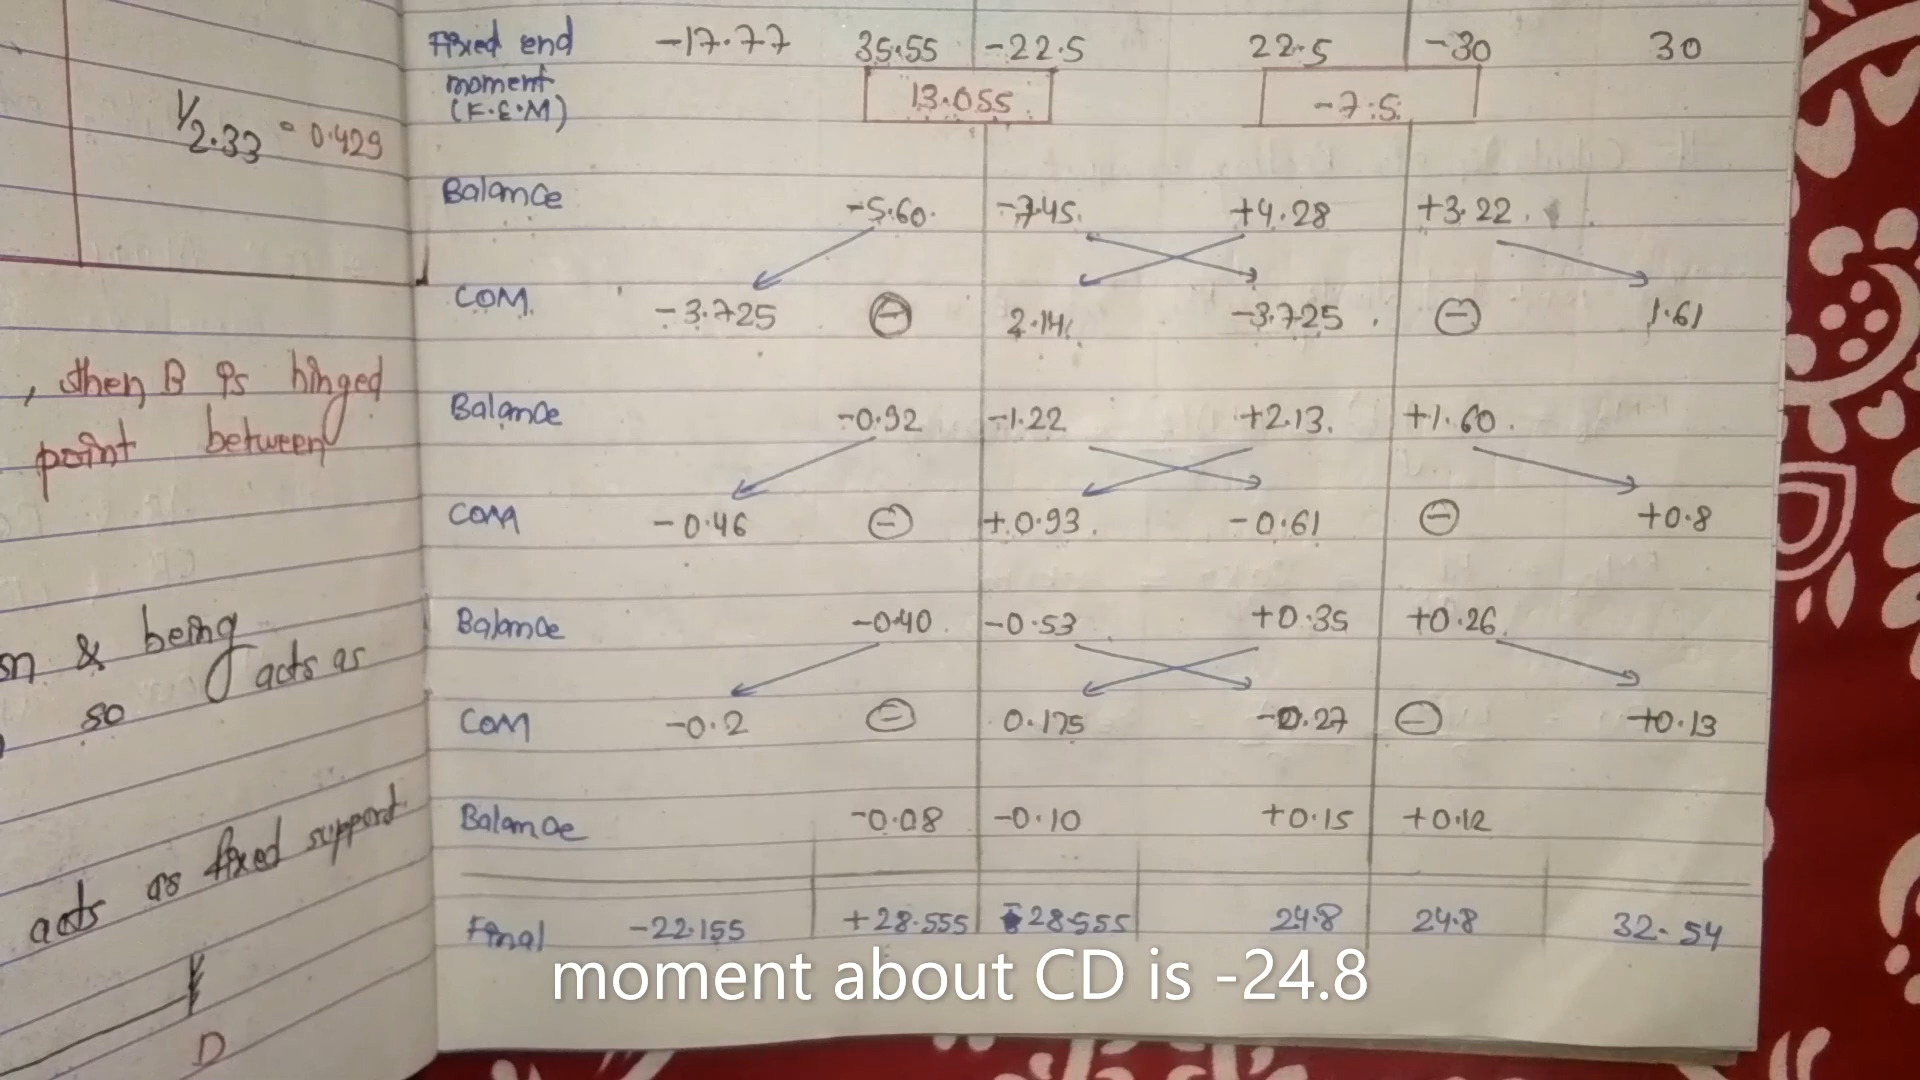 1/2.33 = 0.429
, then B is hinged
point between
& being
so acts as
acts as fixed support
D
Fixed end -17.77 35.55 -22.5 22.5 -30 30
moment 13.055 -7.5
(F.E.M)
Balance -5.60. -7.45. +4.28 +3.22.
COM. -3.725 ⊖ 2.14 -3.725 ⊖ 1.61
Balance -0.92 -1.22 +2.13. +1.60.
COM -0.46 ⊖ +0.93. -0.61 ⊖ +0.8
Balance -0.40 -0.53 +0.35 +0.26
COM -0.2 ⊖ 0.175 -0.27 ⊖ +0.13
Balance -0.08 -0.10 +0.15 +0.12
Final -22.155 +28.555 -28.555 24.8 24.8 32.54
moment about CD is -24.8